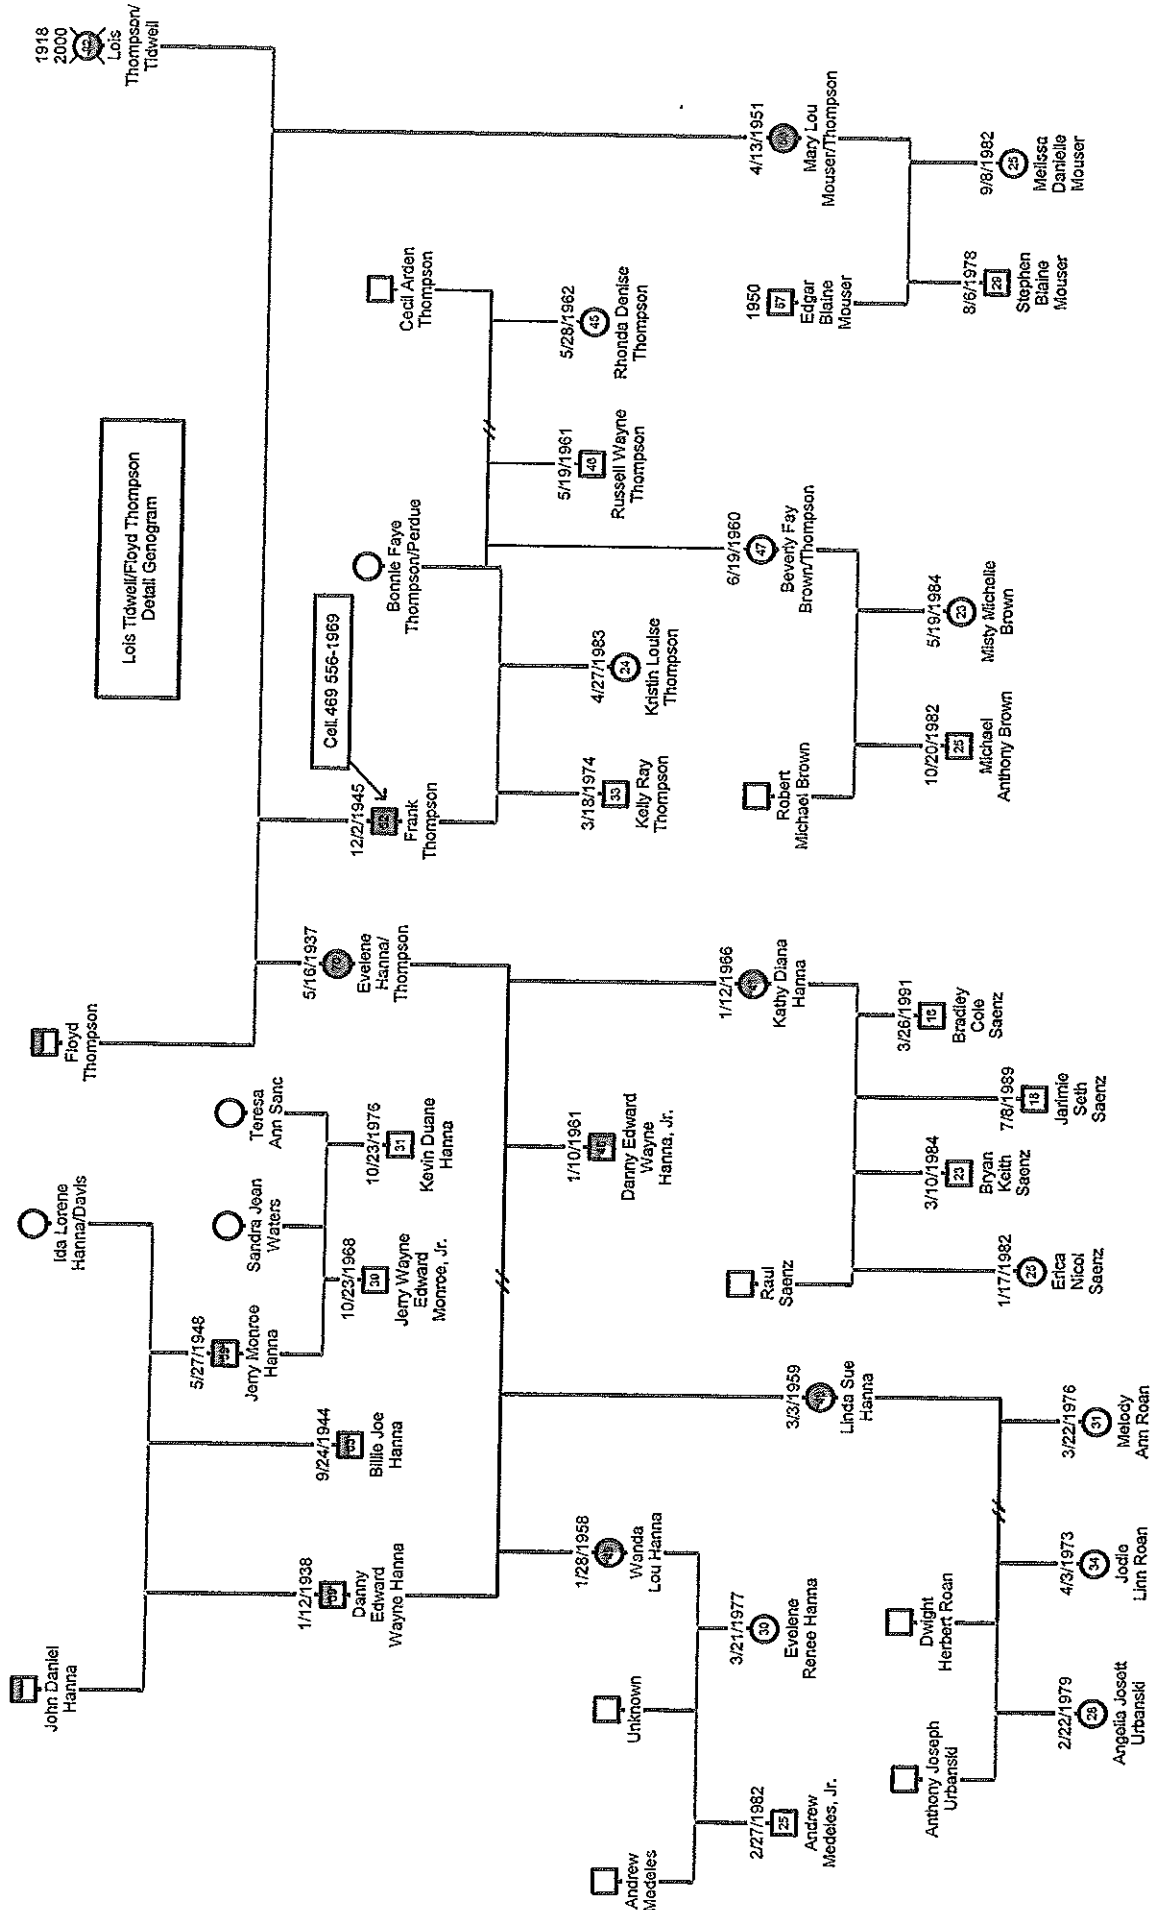 John Daniel
Hanna
Ida Lorene
Hanna/Davis
Floyd
Thompson
Lois Tidwell/Floyd Thompson
Detail Genogram
1918
2000
Lois
Thompson/
Tidwell
1/12/1938
Danny
Edward
Wayne Hanna
9/24/1944
63
Billie Joe
Hanna
5/27/1948
59
Jerry Monroe
Hanna
Sandra Jean
Waters
Teresa
Ann Sanc
10/23/1968
39
Jerry Wayne
Edward
Monroe, Jr.
10/23/1976
31
Kevin Duane
Hanna
5/16/1937
70
Evelene
Hanna/
Thompson
12/2/1945
62
Frank
Thompson
Cell 469 556-1969
Bonnie Faye
Thompson/Perdue
Cecil Arden
Thompson
3/18/1974
33
Kelly Ray
Thompson
4/27/1983
24
Kristin Louise
Thompson
5/19/1961
46
Russell Wayne
Thompson
5/28/1962
45
Rhonda Denise
Thompson
4/13/1951
Mary Lou
Mouser/Thompson
1950
57
Edgar
Blaine
Mouser
8/6/1978
29
Stephen
Blaine
Mouser
9/8/1982
25
Melissa
Danielle
Mouser
6/19/1960
47
Beverly Fay
Brown/Thompson
Robert
Michael Brown
10/20/1982
25
Michael
Anthony Brown
5/19/1984
23
Misty Michelle
Brown
1/28/1958
Wanda
Lou Hanna
3/3/1959
Linda Sue
Hanna
1/10/1961
Danny Edward
Wayne
Hanna, Jr.
1/12/1966
Kathy Diana
Hanna
Andrew
Medeles
Unknown
2/27/1982
25
Andrew
Medeles, Jr.
3/21/1977
30
Evelene
Renee Hanna
Raul
Saenz
1/17/1982
25
Erica
Nicol
Saenz
3/10/1984
23
Bryan
Keith
Saenz
7/8/1989
18
Jarimie
Seth
Saenz
3/26/1991
16
Bradley
Cole
Saenz
Anthony Joseph
Urbanski
Dwight
Herbert Roan
2/22/1979
28
Angelia Josett
Urbanski
4/3/1973
34
Jodie
Linn Roan
3/22/1976
31
Melody
Ann Roan